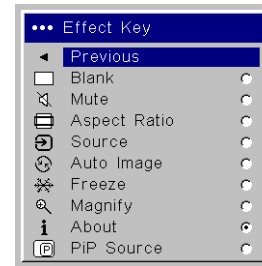 ••• Effect Key
Previous
Blank
Mute
Aspect Ratio
Source
Auto Image
Freeze
Magnify
i About
P PiP Source